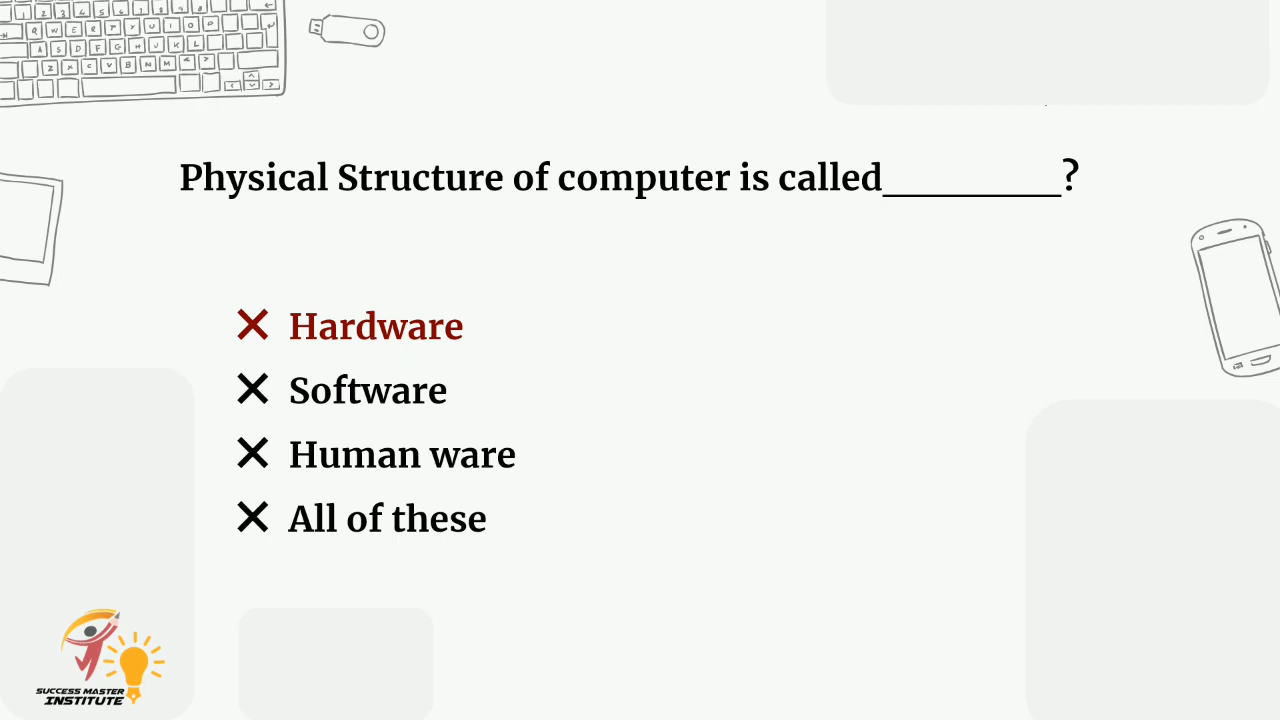 Physical Structure of computer is called_________?
Hardware
Software
Human ware
All of these
SUCCESS MASTER
INSTITUTE